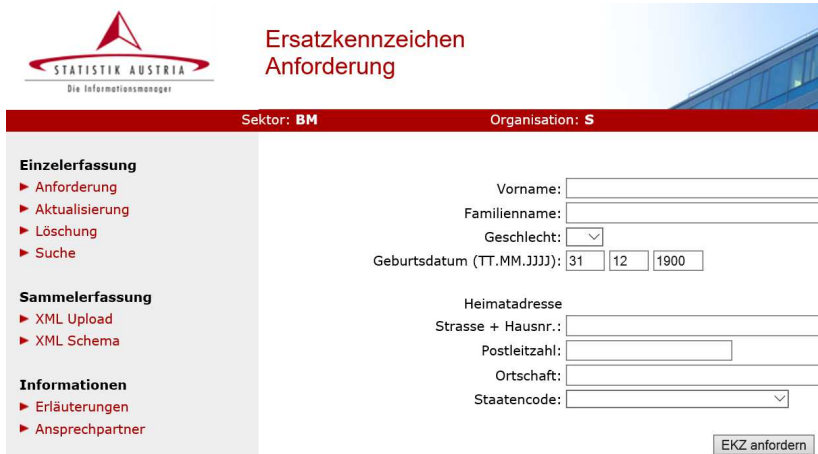 STATISTIK AUSTRIA
Die Informationsmanager
Ersatzkennzeichen
Anforderung
Sektor: BM
Organisation: S
Einzelerfassung
Anforderung
Aktualisierung
Löschung
Suche
Sammelerfassung
XML Upload
XML Schema
Informationen
Erläuterungen
Ansprechpartner
Vorname:
Familienname:
Geschlecht:
Geburtsdatum (TT.MM.JJJJ): 31 12 1900
Heimatadresse
Strasse + Hausnr.:
Postleitzahl:
Ortschaft:
Staatencode:
EKZ anfordern